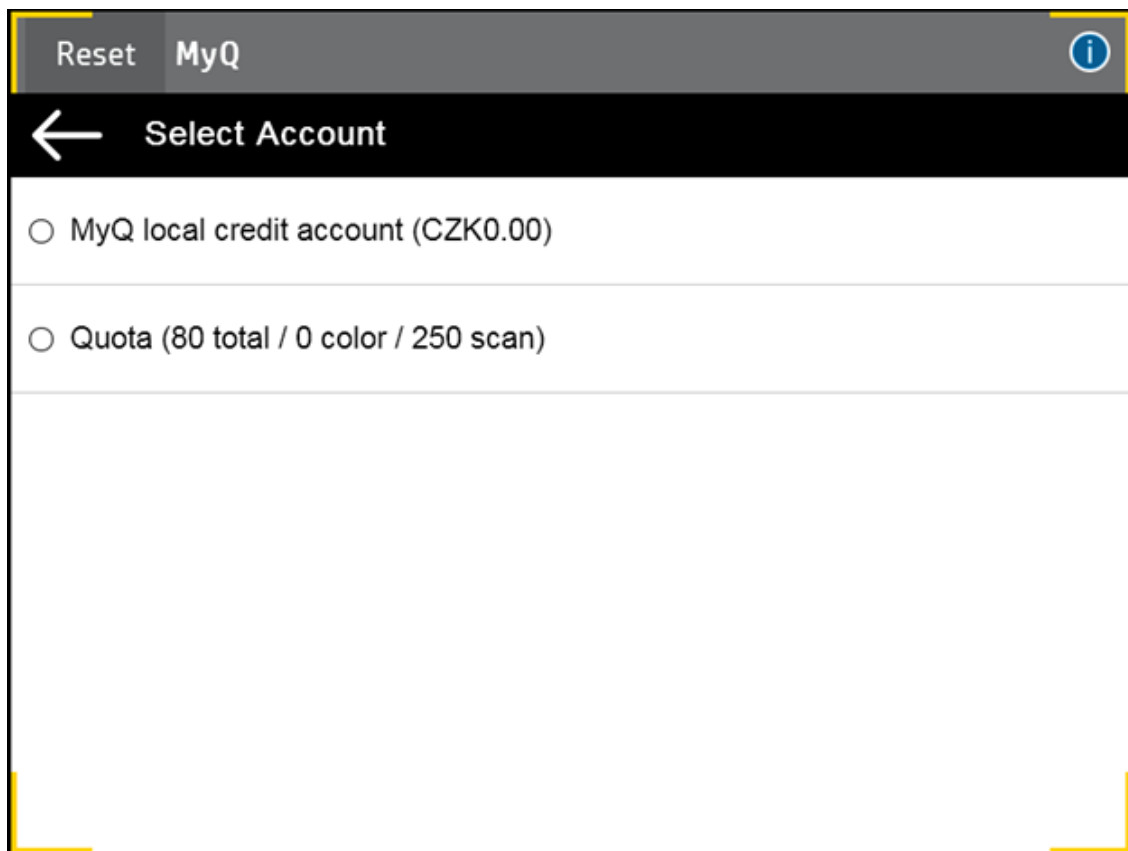 Reset MyQ
Select Account
MyQ local credit account (CZK0.00)
Quota (80 total / 0 color / 250 scan)